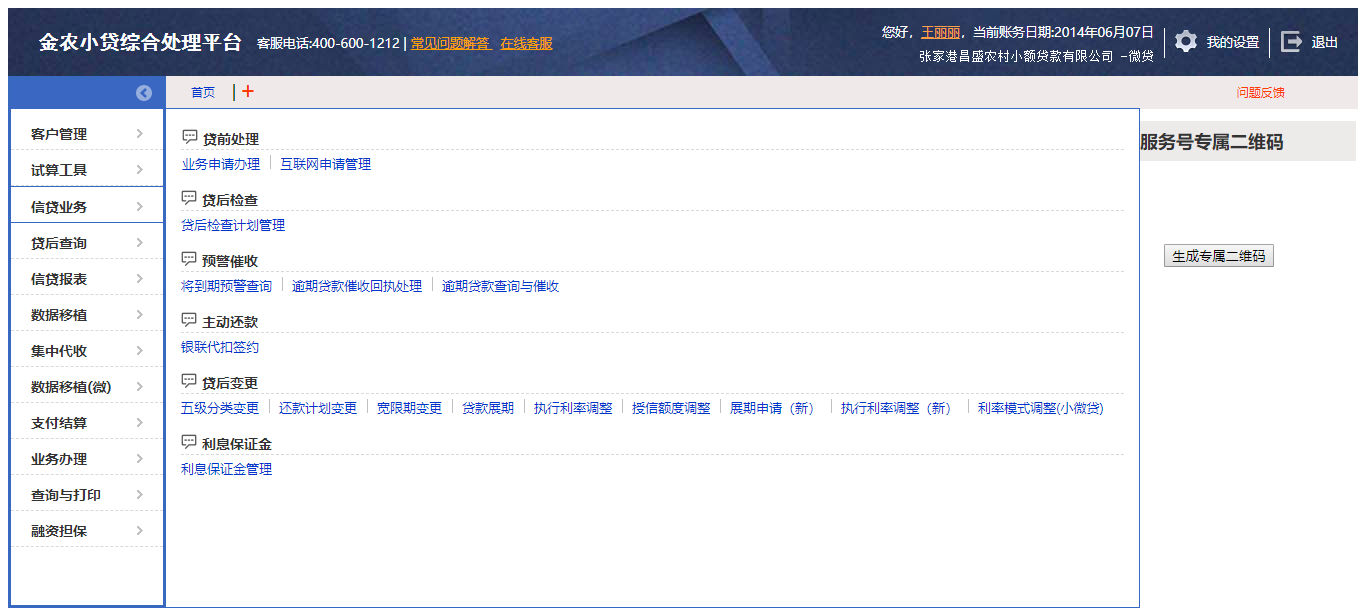 金农小贷综合处理平台 客服电话:400-600-1212 | 常见问题解答 在线客服
您好，王丽丽，当前账务日期:2014年06月07日
张家港昌盛农村小额贷款有限公司 -微贷
我的设置 退出
首页 +
问题反馈
客户管理
试算工具
信贷业务
贷后查询
信贷报表
数据移植
集中代收
数据移植(微)
支付结算
业务办理
查询与打印
融资担保
贷前处理
业务申请办理 互联网申请管理
贷后检查
贷后检查计划管理
预警催收
将到期预警查询 逾期贷款催收回执处理 逾期贷款查询与催收
主动还款
银联代扣签约
贷后变更
五级分类变更 还款计划变更 宽限期变更 贷款展期 执行利率调整 授信额度调整 展期申请（新） 执行利率调整（新） 利率模式调整(小微贷)
利息保证金
利息保证金管理
服务号专属二维码
生成专属二维码